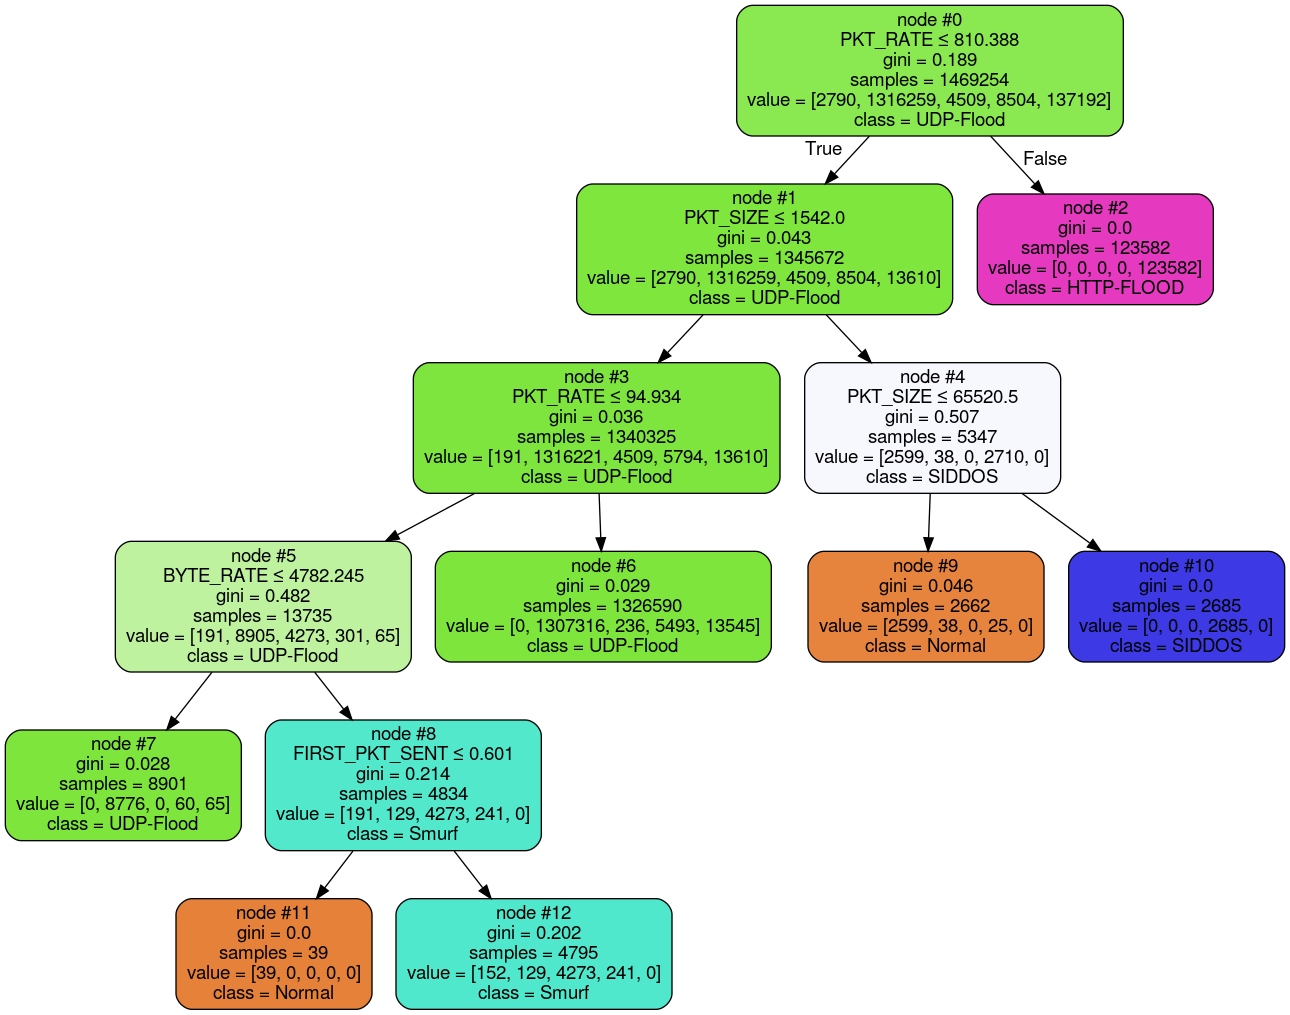 node #0
PKT_RATE ≤ 810.388
gini = 0.189
samples = 1469254
value = [2790, 1316259, 4509, 8504, 137192]
class = UDP-Flood
True
False
node #1
PKT_SIZE ≤ 1542.0
gini = 0.043
samples = 1345672
value = [2790, 1316259, 4509, 8504, 13610]
class = UDP-Flood
node #2
gini = 0.0
samples = 123582
value = [0, 0, 0, 0, 123582]
class = HTTP-FLOOD
node #3
PKT_RATE ≤ 94.934
gini = 0.036
samples = 1340325
value = [191, 1316221, 4509, 5794, 13610]
class = UDP-Flood
node #4
PKT_SIZE ≤ 65520.5
gini = 0.507
samples = 5347
value = [2599, 38, 0, 2710, 0]
class = SIDDOS
node #5
BYTE_RATE ≤ 4782.245
gini = 0.482
samples = 13735
value = [191, 8905, 4273, 301, 65]
class = UDP-Flood
node #6
gini = 0.029
samples = 1326590
value = [0, 1307316, 236, 5493, 13545]
class = UDP-Flood
node #9
gini = 0.046
samples = 2662
value = [2599, 38, 0, 25, 0]
class = Normal
node #10
gini = 0.0
samples = 2685
value = [0, 0, 0, 2685, 0]
class = SIDDOS
node #7
gini = 0.028
samples = 8901
value = [0, 8776, 0, 60, 65]
class = UDP-Flood
node #8
FIRST_PKT_SENT ≤ 0.601
gini = 0.214
samples = 4834
value = [191, 129, 4273, 241, 0]
class = Smurf
node #11
gini = 0.0
samples = 39
value = [39, 0, 0, 0, 0]
class = Normal
node #12
gini = 0.202
samples = 4795
value = [152, 129, 4273, 241, 0]
class = Smurf